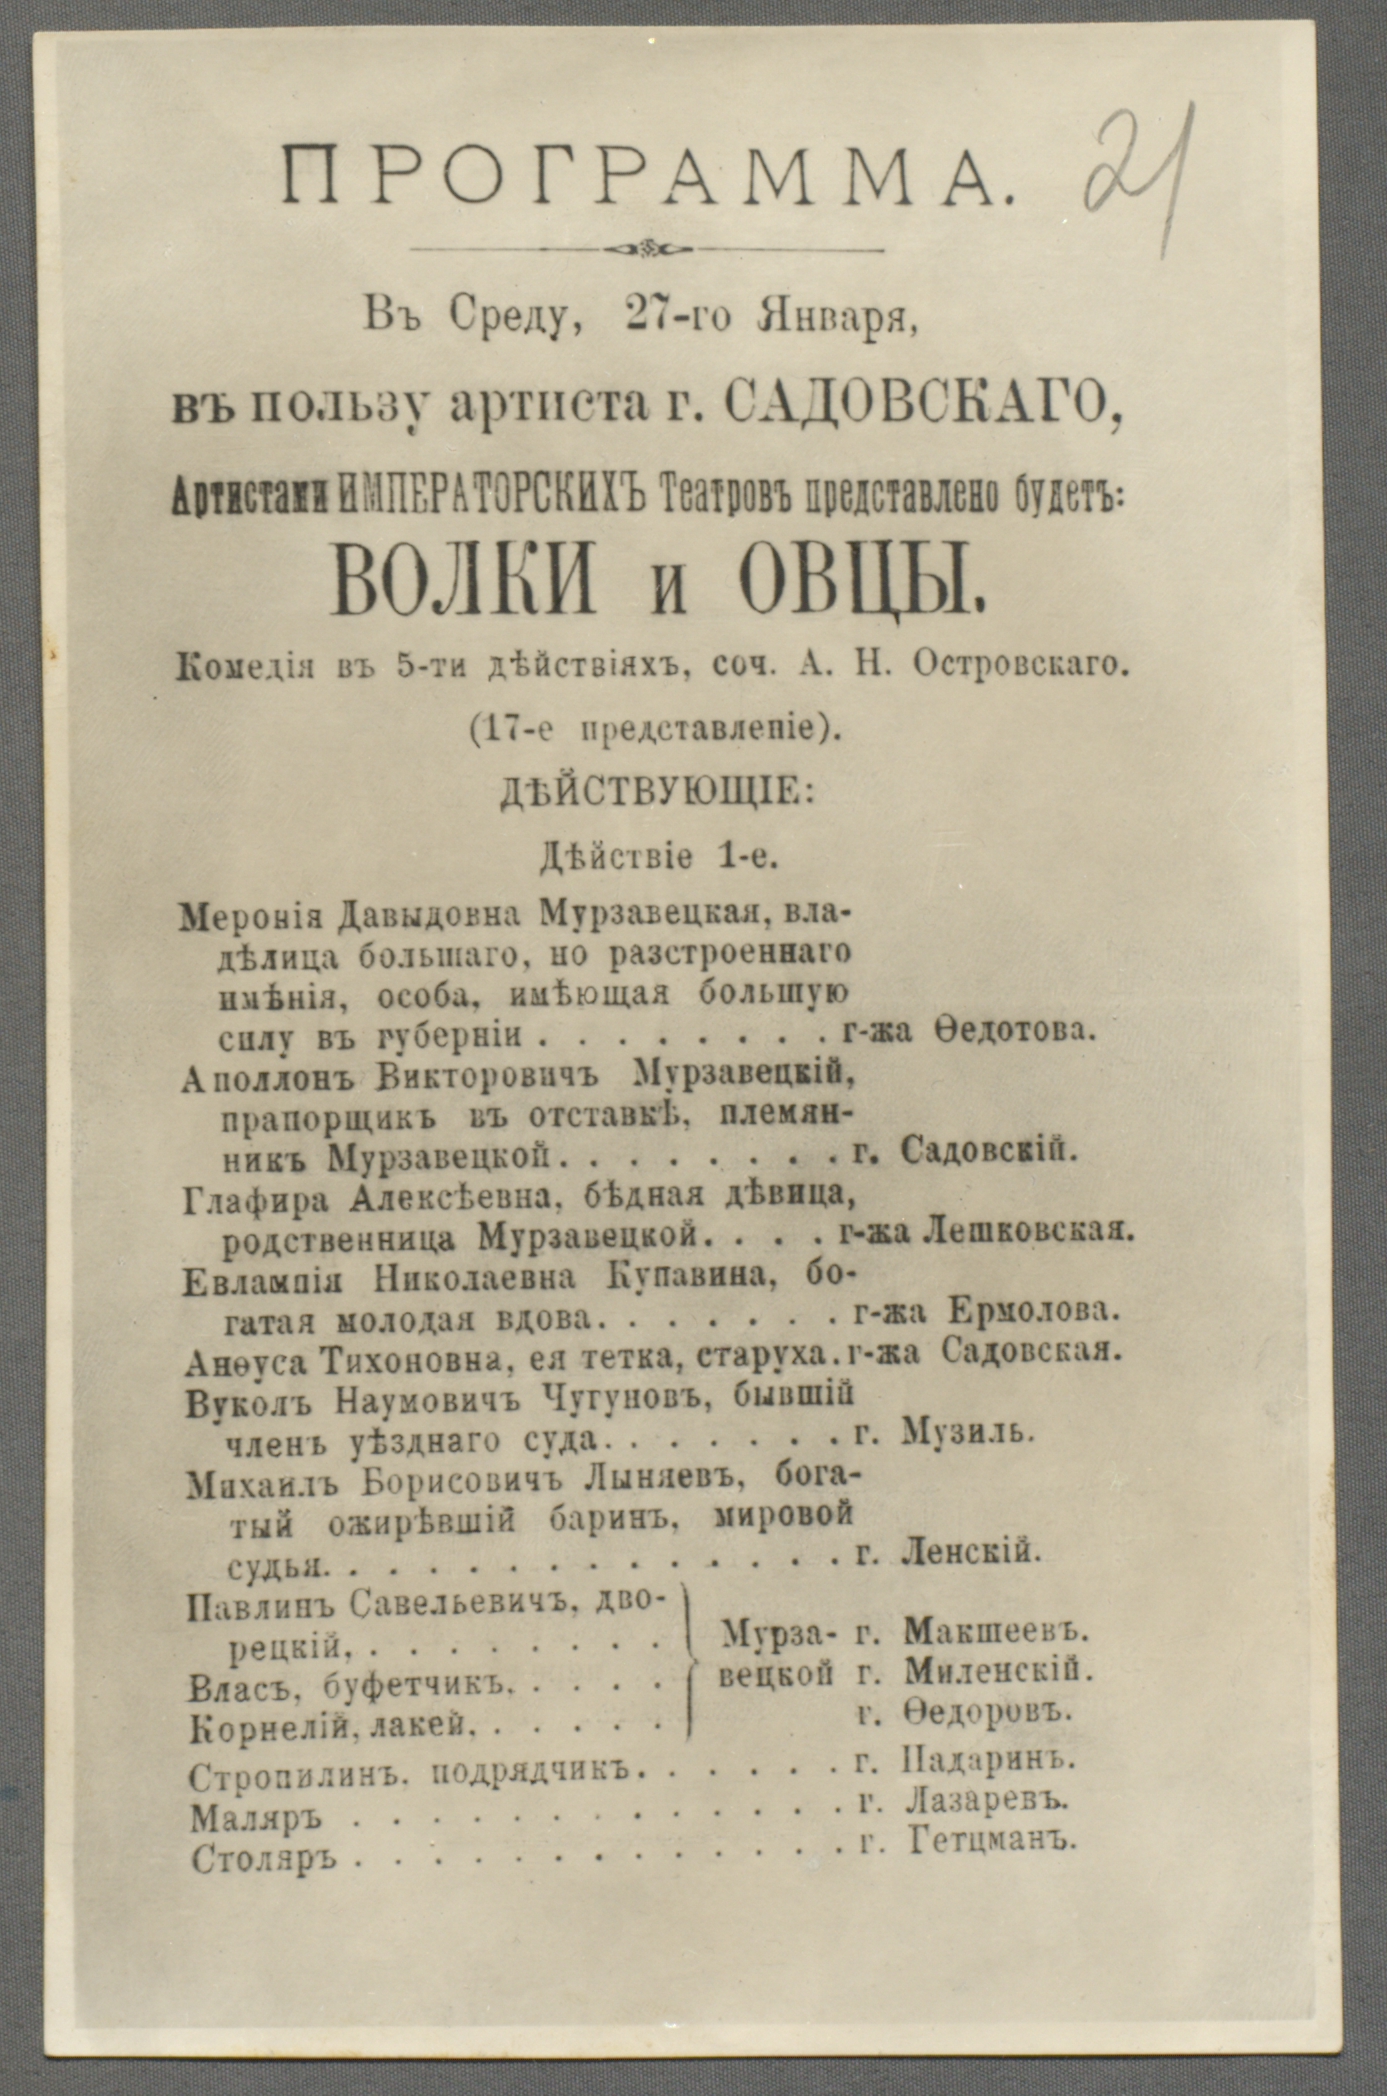 ПРОГРАММА.
21
Въ Среду, 27-го Января,
въ пользу артиста г. САДОВСКАГО,
Артистами ИМПЕРАТОРСКИХЪ Театровъ представлено будетъ:
ВОЛКИ и ОВЦЫ.
Комедія въ 5-ти дѣйствіяхъ, соч. А. Н. Островскаго.
(17-е представленіе).
ДѢЙСТВУЮЩІЕ:
Дѣйствіе 1-е.
Меропія Давыдовна Мурзавецкая, вла-
дѣлица большаго, но разстроеннаго
имѣнія, особа, имѣющая большую
силу въ губерніи . . . . . . . . г-жа Ѳедотова.
Аполлонъ Викторовичъ Мурзавецкій,
прапорщикъ въ отставкѣ, племян-
никъ Мурзавецкой. . . . . . . . г. Садовскій.
Глафира Алексѣевна, бѣдная дѣвица,
родственница Мурзавецкой. . . . г-жа Лешковская.
Евлампія Николаевна Купавина, бо-
гатая молодая вдова. . . . . . . г-жа Ермолова.
Анѳуса Тихоновна, ея тетка, старуха. г-жа Садовская.
Вуколъ Наумовичъ Чугуновъ, бывшій
членъ уѣзднаго суда. . . . . . . г. Музиль.
Михаилъ Борисовичъ Лыняевъ, бога-
тый ожирѣвшій баринъ, мировой
судья. . . . . . . . . . . . . . г. Ленскій.
Павлинъ Савельевичъ, дво-
рецкій, . . . . . . . . Мурза- г. Макшеевъ.
Власъ, буфетчикъ. . . . . вецкой г. Миленскій.
Корнелій, лакей. . . . . . г. Ѳедоровъ.
Стропилинъ, подрядчикъ. . . . . . г. Падаринъ.
Маляръ . . . . . . . . . . . . . г. Лазаревъ.
Столяръ . . . . . . . . . . . . . г. Гетцманъ.